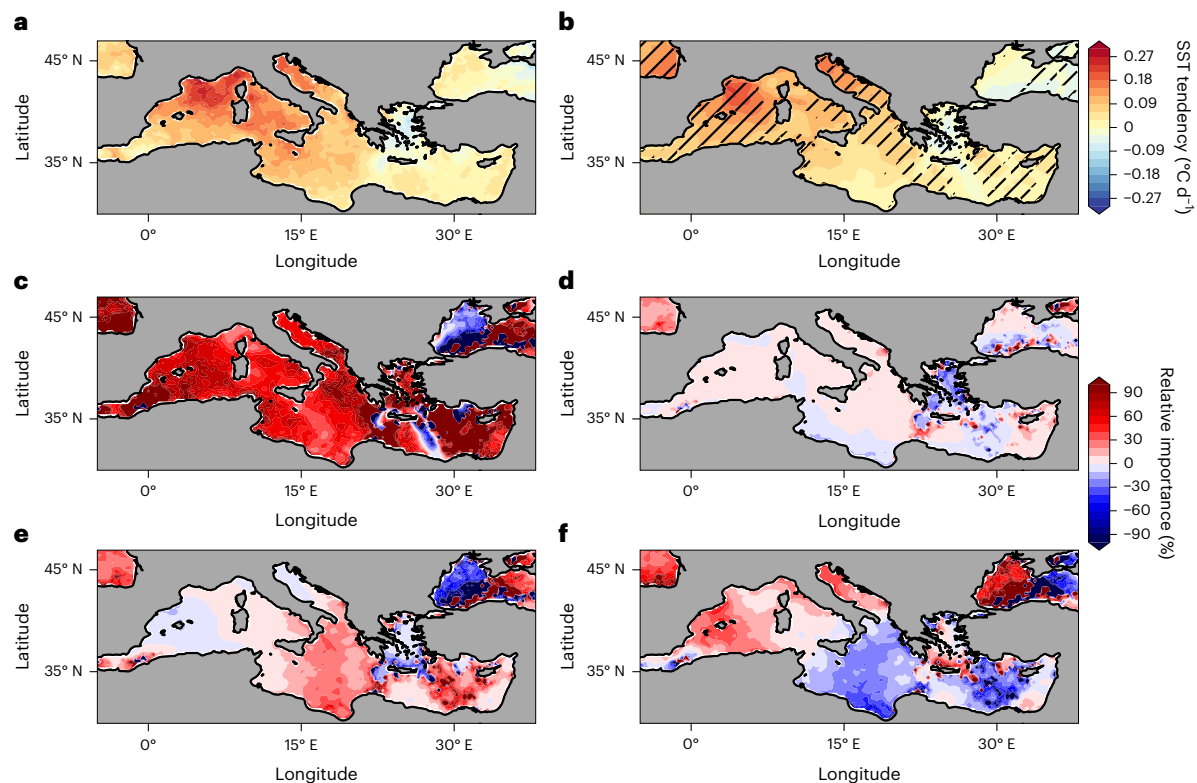 a
b
45° N
35° N
Latitude
0°
15° E
30° E
Longitude
45° N
35° N
Latitude
0°
15° E
30° E
Longitude
0.27
0.18
0.09
0
−0.09
−0.18
−0.27
SST tendency (°C d⁻¹)
c
d
45° N
35° N
Latitude
0°
15° E
30° E
Longitude
45° N
35° N
Latitude
0°
15° E
30° E
Longitude
90
60
30
0
−30
−60
−90
Relative importance (%)
e
f
45° N
35° N
Latitude
0°
15° E
30° E
Longitude
45° N
35° N
Latitude
0°
15° E
30° E
Longitude